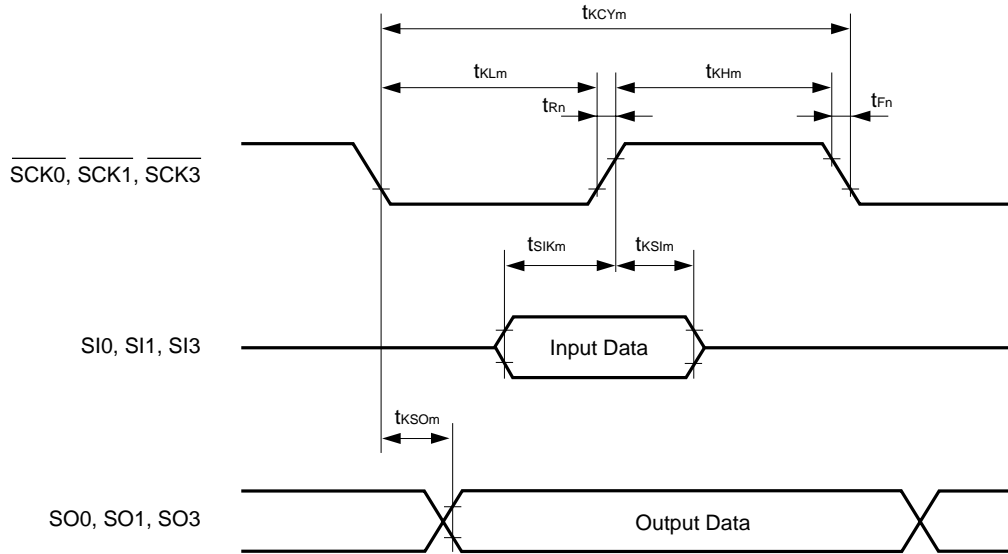 tKCYm
tKLm
tKHm
tRn
tFn
SCK0, SCK1, SCK3
tSIKm
tKSIm
SI0, SI1, SI3
Input Data
tKSOm
SO0, SO1, SO3
Output Data